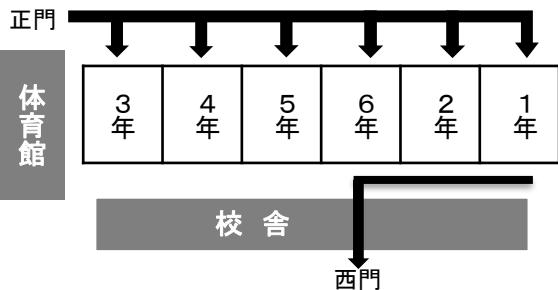 正門
体育館
３年
４年
５年
６年
２年
１年
校舎
西門